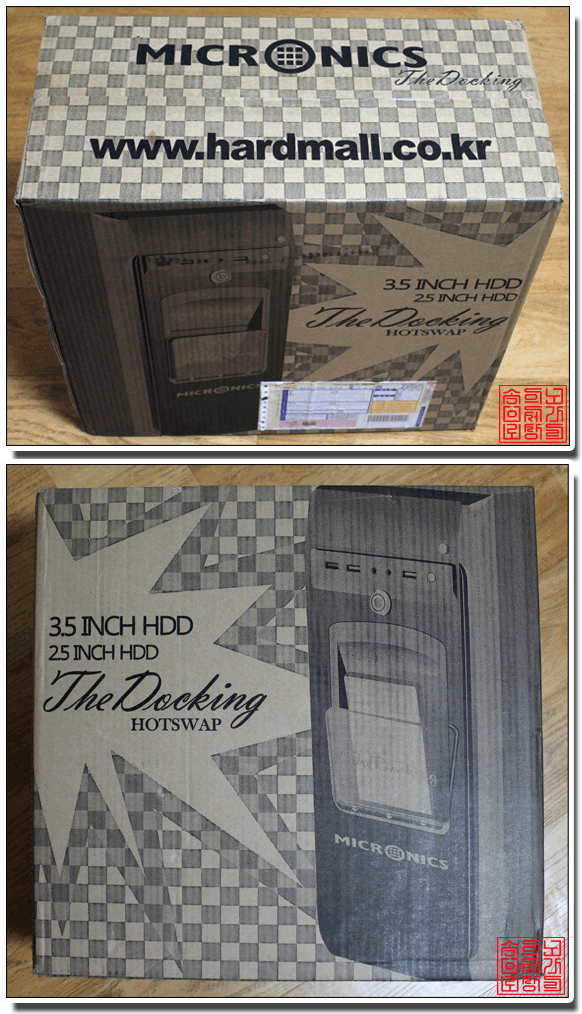 MICRONICS
The Docking
www.hardmall.co.kr
3.5 INCH HDD
2.5 INCH HDD
The Docking
HOTSWAP
MICRONICS
3.5 INCH HDD
2.5 INCH HDD
The Docking
HOTSWAP
MICRONICS